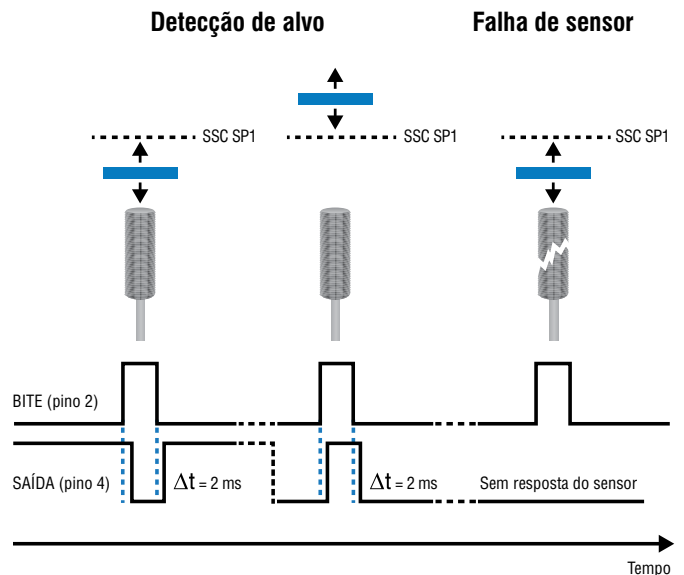 Detecção de alvo
Falha de sensor
SSC SP1
SSC SP1
SSC SP1
BITE (pino 2)
SAÍDA (pino 4)
Δt = 2 ms
Δt = 2 ms
Sem resposta do sensor
Tempo